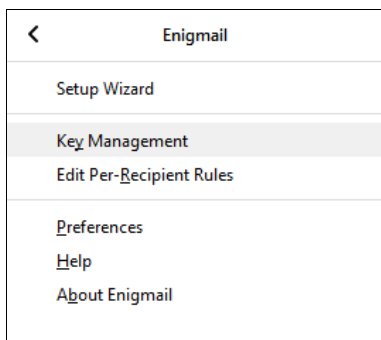 Enigmail
Setup Wizard
Key Management
Edit Per-Recipient Rules
Preferences
Help
About Enigmail